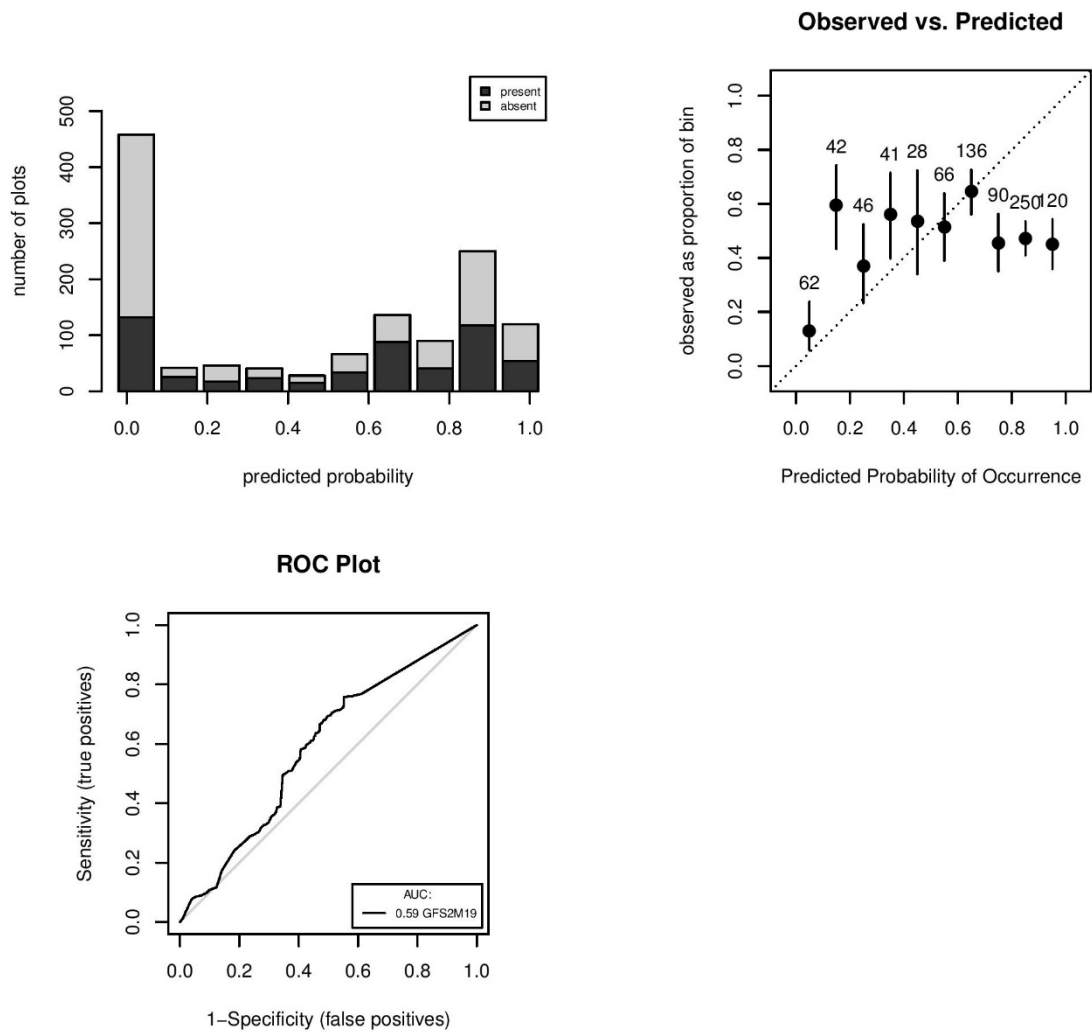 present
absent
number of plots
500
400
300
200
100
0
0.0 0.2 0.4 0.6 0.8 1.0
predicted probability
Observed vs. Predicted
observed as proportion of bin
1.0
0.8
0.6
0.4
0.2
0.0
62 42 46 41 28 66 136 90 250 120
0.0 0.2 0.4 0.6 0.8 1.0
Predicted Probability of Occurrence
ROC Plot
Sensitivity (true positives)
1.0
0.8
0.6
0.4
0.2
0.0
AUC:
0.59 GFS2M19
0.0 0.2 0.4 0.6 0.8 1.0
1−Specificity (false positives)